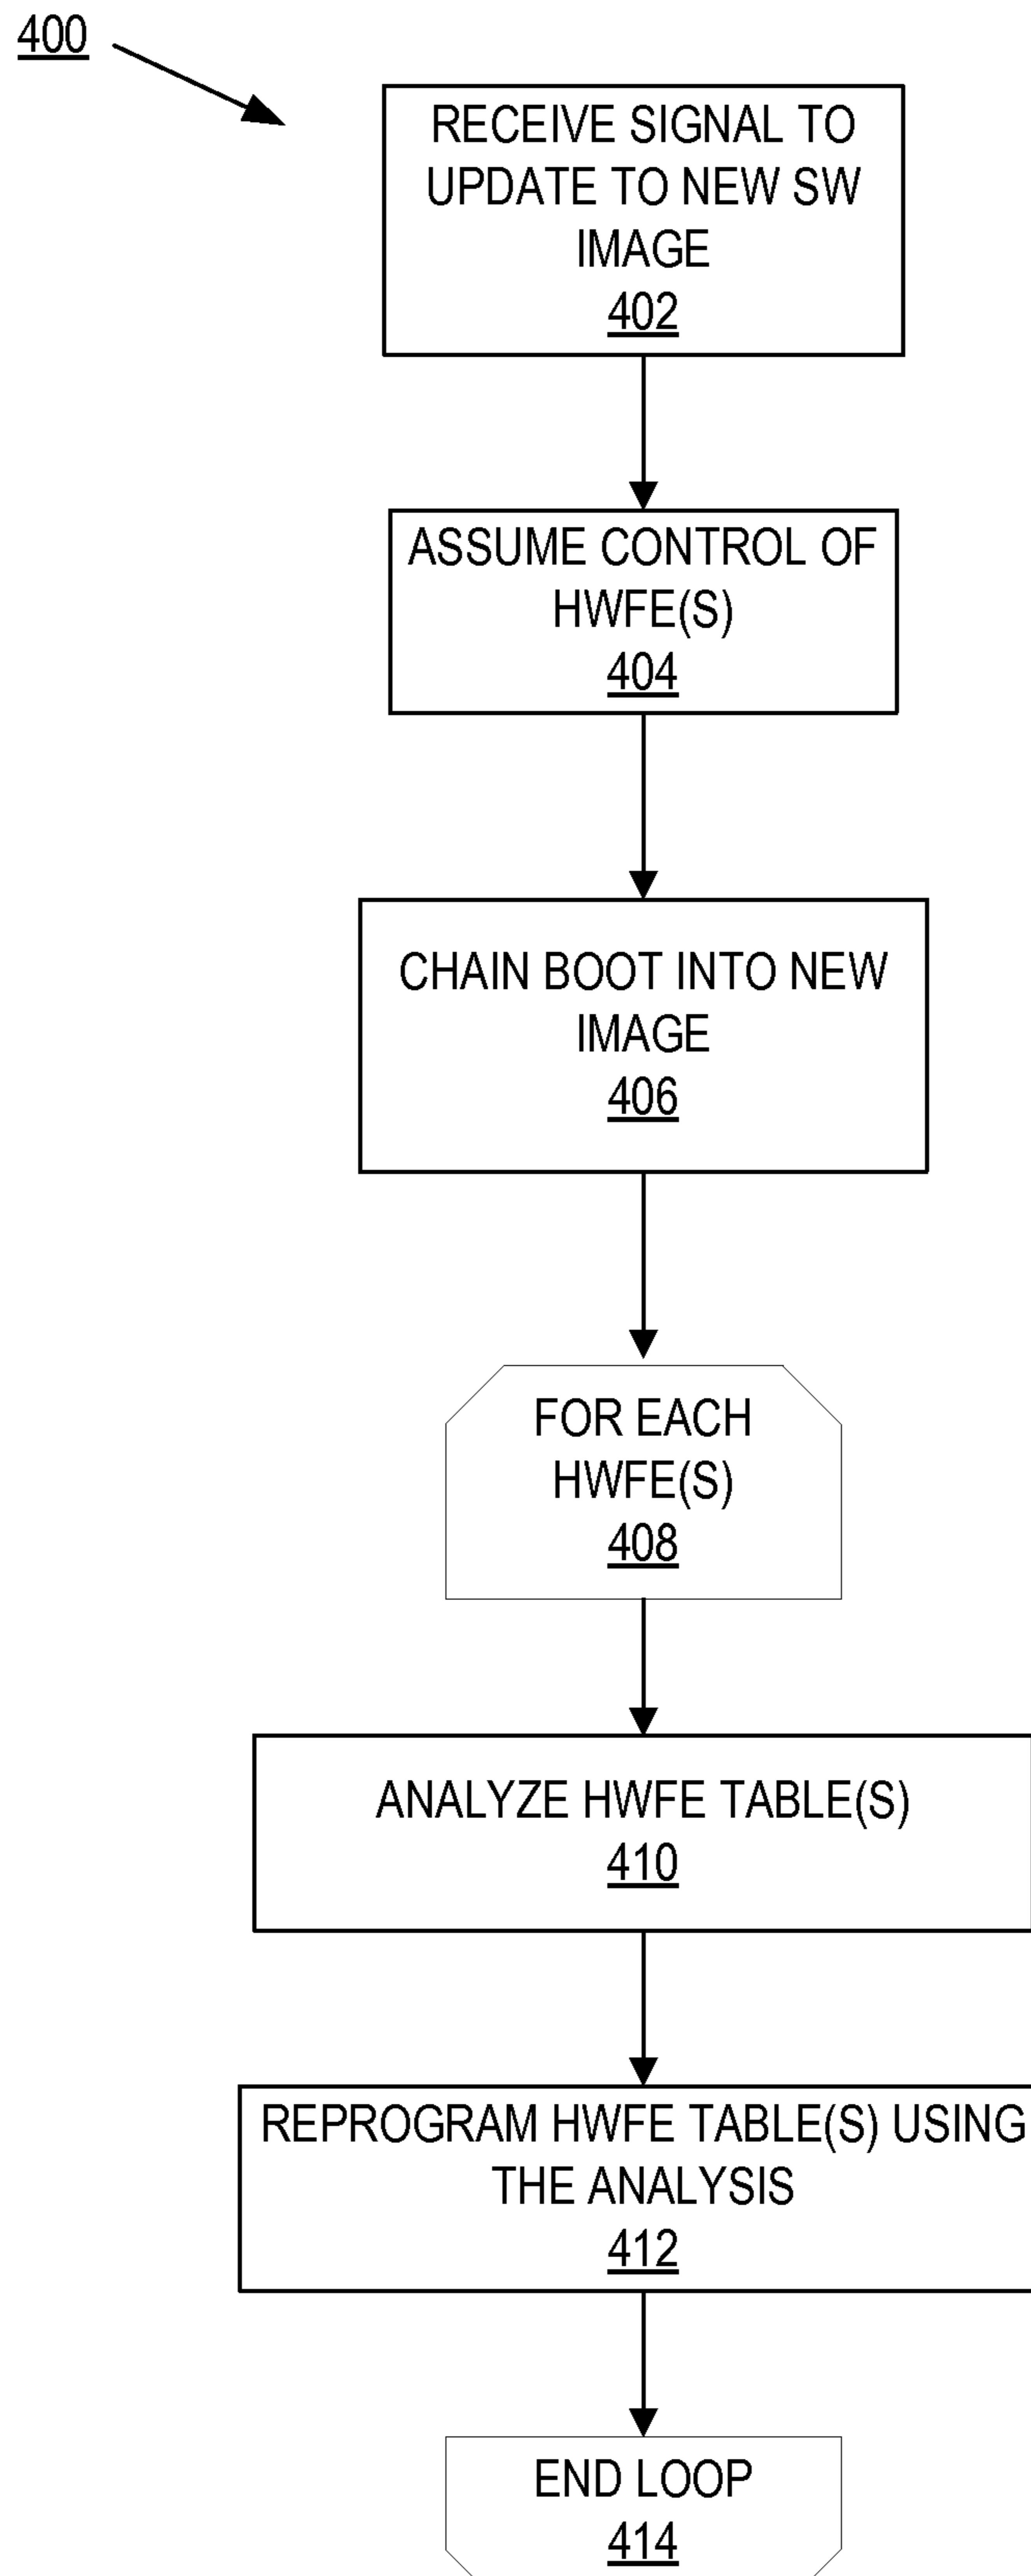 400
RECEIVE SIGNAL TO
UPDATE TO NEW SW
IMAGE
402
ASSUME CONTROL OF
HWFE(S)
404
CHAIN BOOT INTO NEW
IMAGE
406
FOR EACH
HWFE(S)
408
ANALYZE HWFE TABLE(S)
410
REPROGRAM HWFE TABLE(S) USING
THE ANALYSIS
412
END LOOP
414